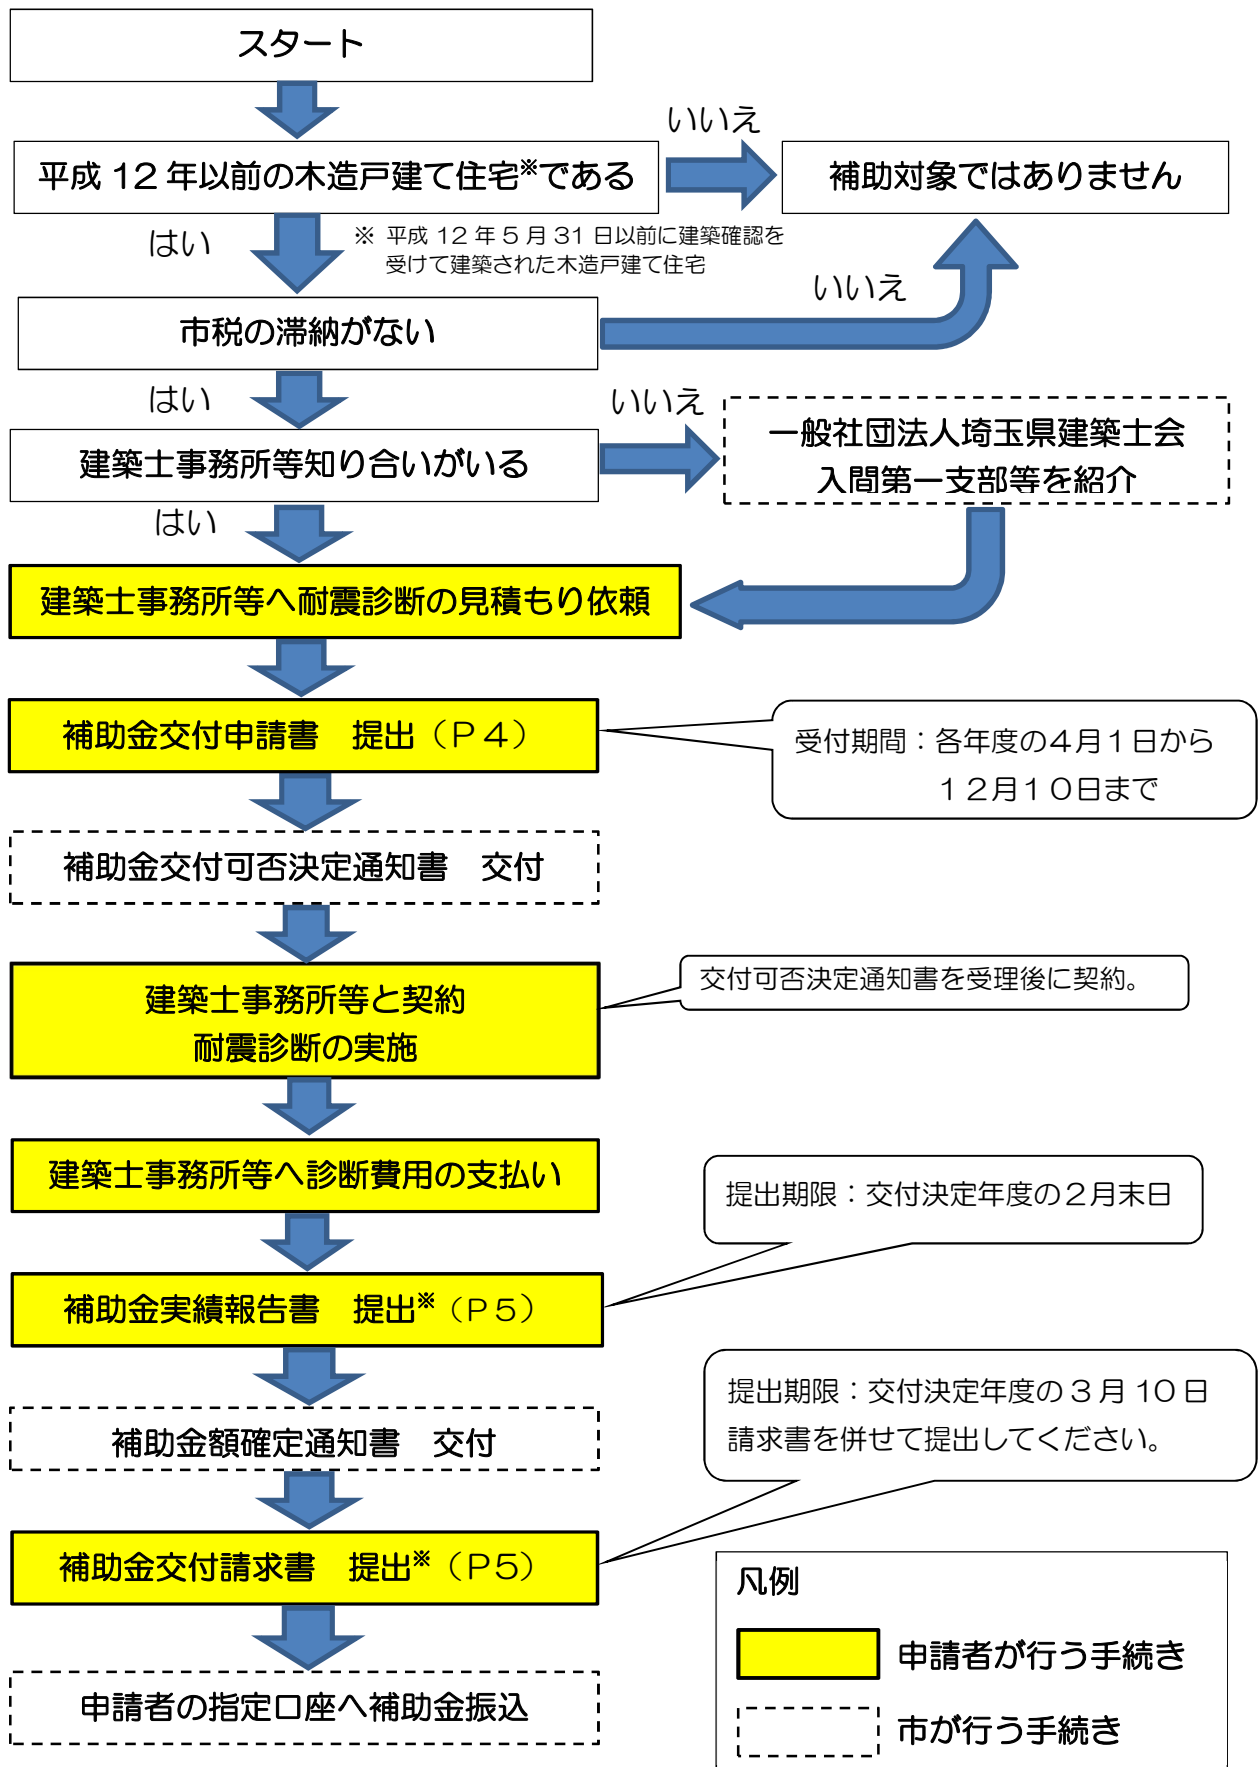 スタート
いいえ
平成 12 年以前の木造戸建て住宅※である
補助対象ではありません
はい
※ 平成 12 年 5 月 31 日以前に建築確認を
受けて建築された木造戸建て住宅
いいえ
市税の滞納がない
はい
いいえ
一般社団法人埼玉県建築士会
入間第一支部等を紹介
建築士事務所等知り合いがいる
はい
建築士事務所等へ耐震診断の見積もり依頼
補助金交付申請書　提出（Ｐ４）
受付期間：各年度の４月１日から
１２月１０日まで
補助金交付可否決定通知書　交付
建築士事務所等と契約
耐震診断の実施
交付可否決定通知書を受理後に契約。
建築士事務所等へ診断費用の支払い
提出期限：交付決定年度の２月末日
補助金実績報告書　提出※（Ｐ５）
提出期限：交付決定年度の 3 月 10 日
請求書を併せて提出してください。
補助金額確定通知書　交付
補助金交付請求書　提出※（Ｐ５）
申請者の指定口座へ補助金振込
凡例
申請者が行う手続き
市が行う手続き